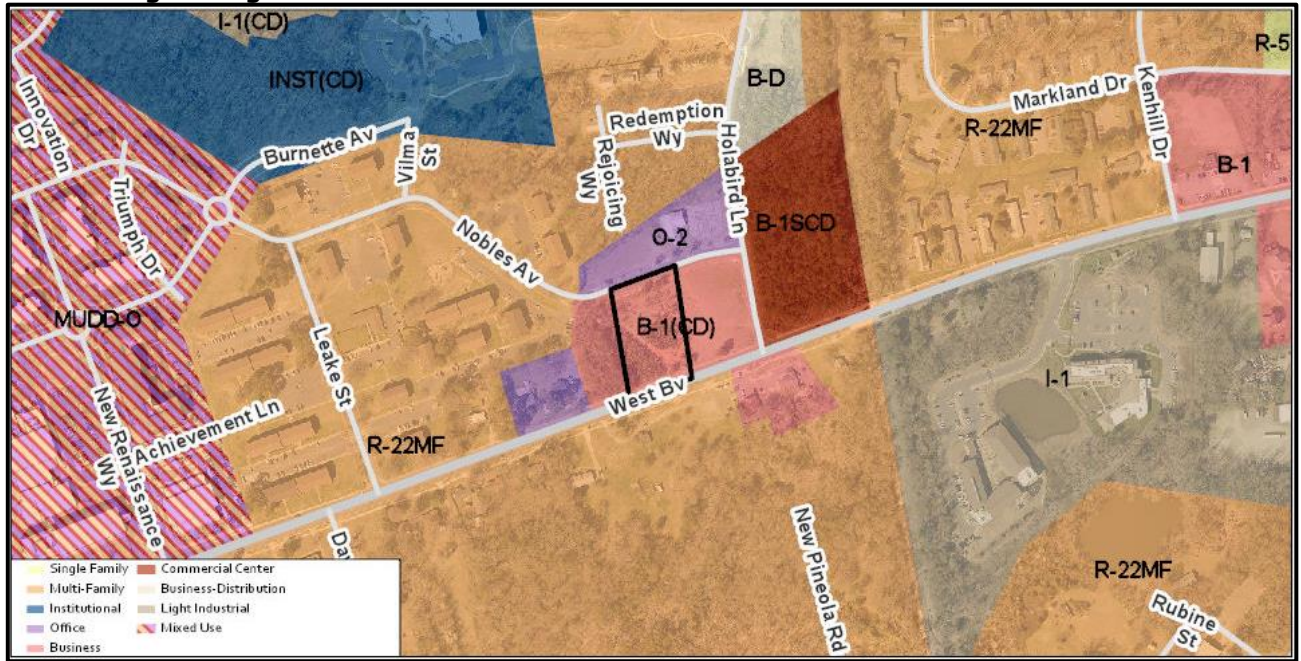 I-1(CD)
R-5
INST(CD)
B-D
Innovation
Dr
Redemption
Wy
Markland Dr
Kenhill Dr
R-22MF
Burnette Av
Vilma
St
Rejoicing
Wy
Holabird Ln
B-1
Triumph Dr
Nobles Av
O-2
B-1SCD
MUDD-O
Leake St
B-1(CD)
West Bv
I-1
New Renaissance
Wy
Achievement Ln
R-22MF
New Pineola Rd
R-22MF
Rubine
St
Single Family
Commercial Center
Multi-Family
Business-Distribution
Institutional
Light Industrial
Office
Mixed Use
Business